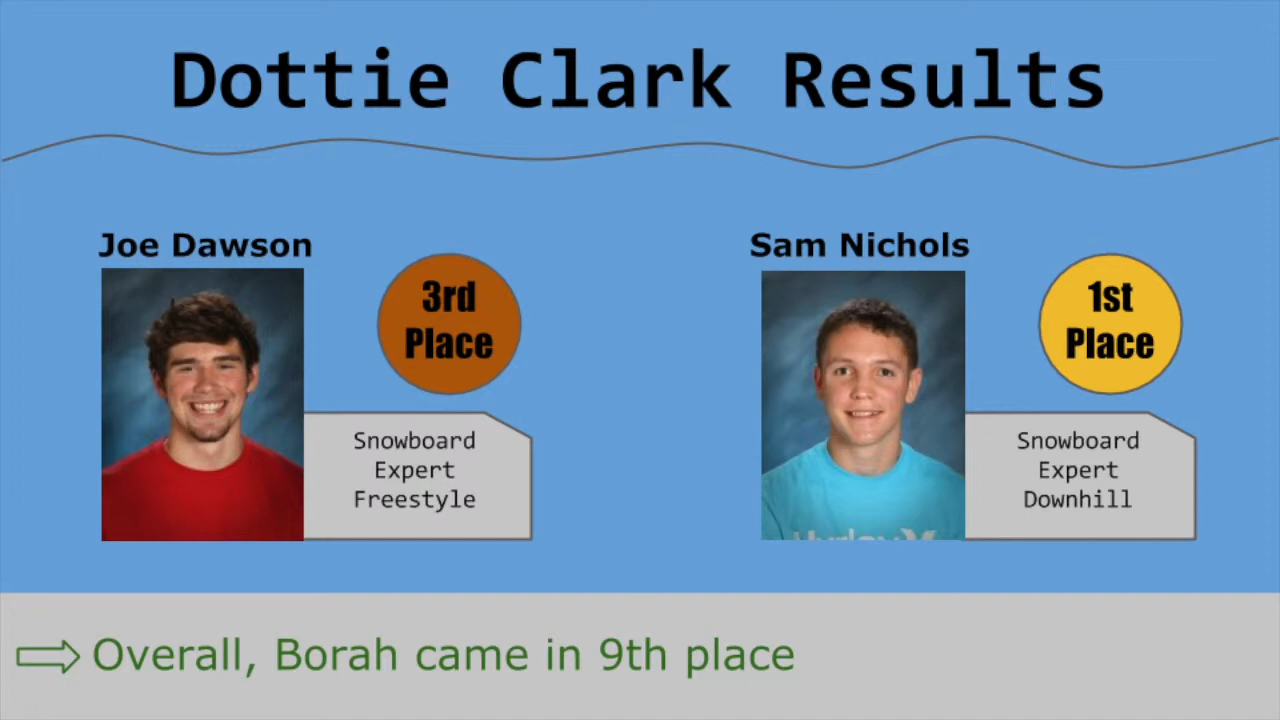 Dottie Clark Results
Joe Dawson
3rd
Place
Snowboard
Expert
Freestyle
Sam Nichols
1st
Place
Snowboard
Expert
Downhill
Overall, Borah came in 9th place